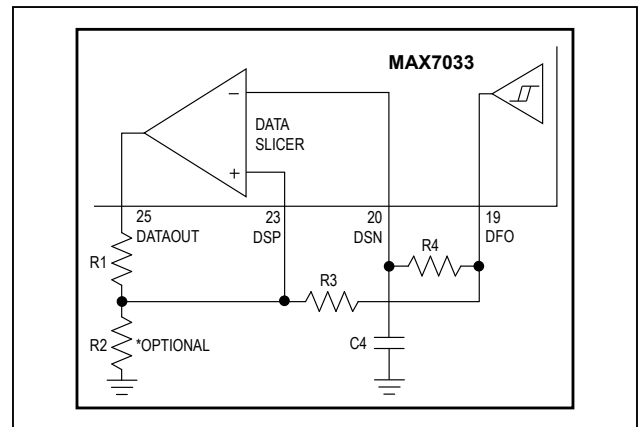 MAX7033
−
DATA
SLICER
+
25
DATAOUT
23
DSP
20
DSN
19
DFO
R1
R3
R4
R2 *OPTIONAL
C4